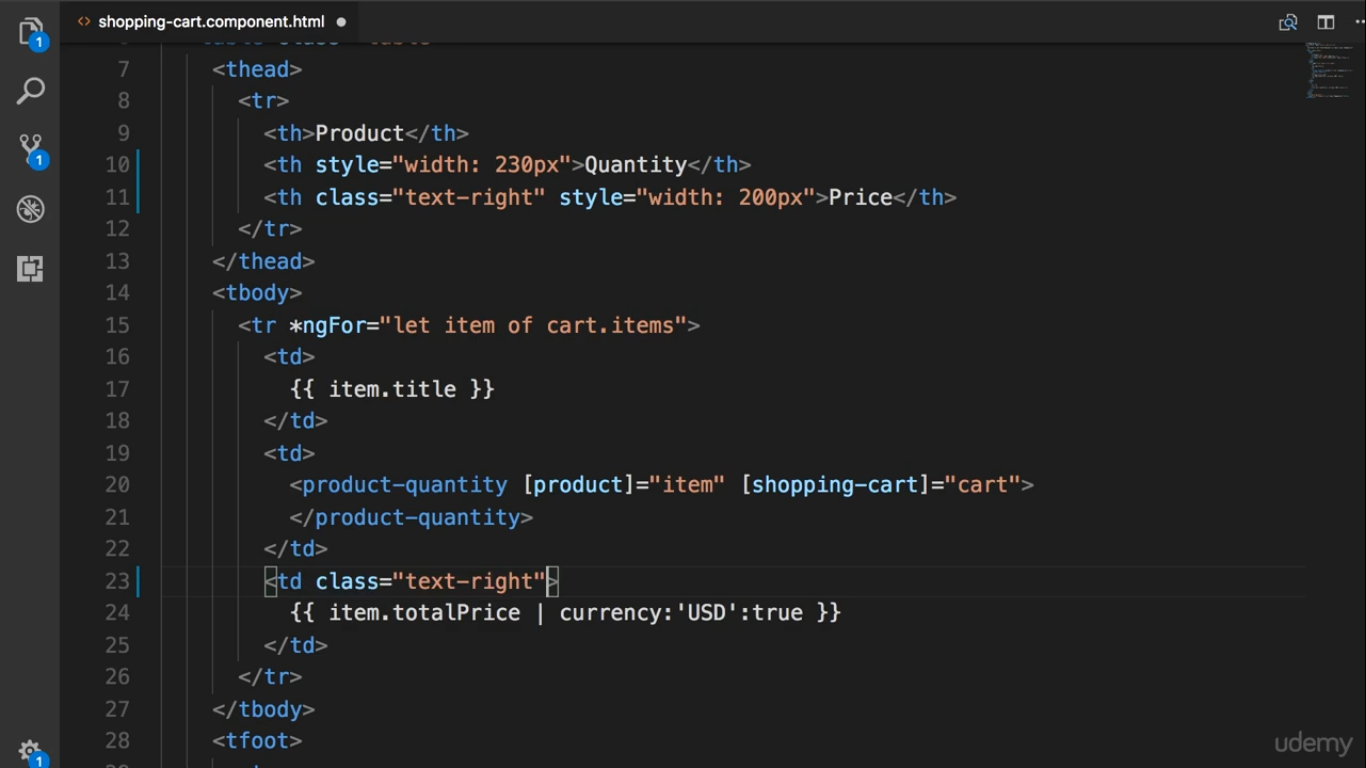 shopping-cart.component.html
7 <thead>
8 <tr>
9 <th>Product</th>
10 <th style="width: 230px">Quantity</th>
11 <th class="text-right" style="width: 200px">Price</th>
12 </tr>
13 </thead>
14 <tbody>
15 <tr *ngFor="let item of cart.items">
16 <td>
17 {{ item.title }}
18 </td>
19 <td>
20 <product-quantity [product]="item" [shopping-cart]="cart">
21 </product-quantity>
22 </td>
23 <td class="text-right">
24 {{ item.totalPrice | currency:'USD':true }}
25 </td>
26 </tr>
27 </tbody>
28 <tfoot>
1
1
1
udemy